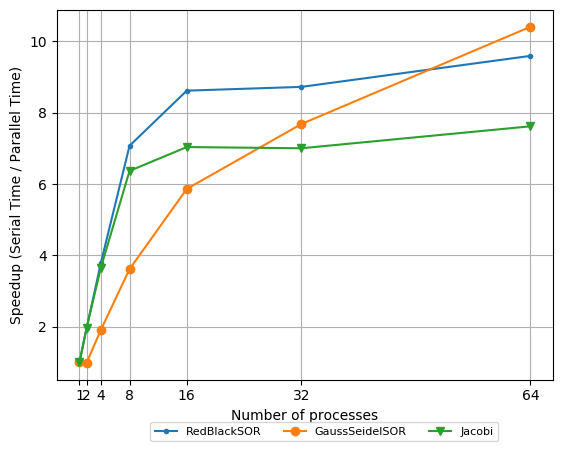 Speedup (Serial Time / Parallel Time)
10
8
6
4
2
1 2 4 8 16 32 64
Number of processes
RedBlackSOR GaussSeidelSOR Jacobi